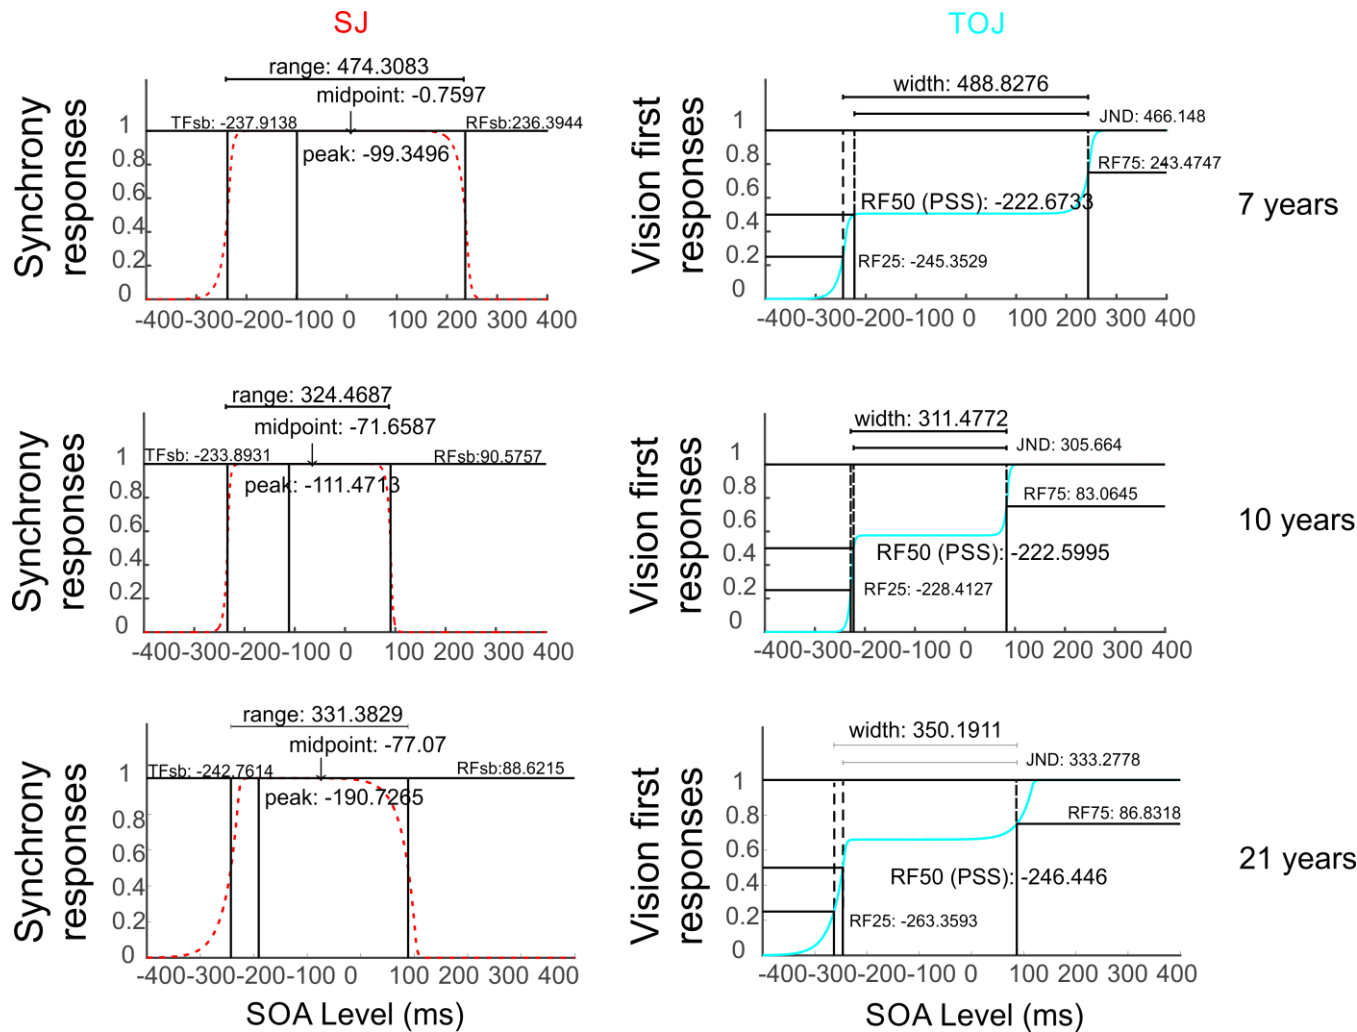 SJ
TOJ
range: 474.3083
midpoint: -0.7597
TFsb: -237.9138
RFsb:236.3944
peak: -99.3496
Synchrony
responses
1
0.8
0.6
0.4
0.2
0
-400-300-200-100 0 100 200 300 400
width: 488.8276
JND: 466.148
RF75: 243.4747
RF50 (PSS): -222.6733
RF25: -245.3529
Vision first
responses
1
0.8
0.6
0.4
0.2
0
-400-300-200-100 0 100 200 300 400
7 years
range: 324.4687
midpoint: -71.6587
TFsb: -233.8931
RFsb:90.5757
peak: -111.4713
Synchrony
responses
1
0.8
0.6
0.4
0.2
0
-400-300-200-100 0 100 200 300 400
width: 311.4772
JND: 305.664
RF75: 83.0645
RF50 (PSS): -222.5995
RF25: -228.4127
Vision first
responses
1
0.8
0.6
0.4
0.2
0
-400-300-200-100 0 100 200 300 400
10 years
range: 331.3829
midpoint: -77.07
TFsb: -242.7614
RFsb:88.6215
peak: -190.7265
Synchrony
responses
1
0.8
0.6
0.4
0.2
0
-400-300-200-100 0 100 200 300 400
SOA Level (ms)
width: 350.1911
JND: 333.2778
RF75: 86.8318
RF50 (PSS): -246.446
RF25: -263.3593
Vision first
responses
1
0.8
0.6
0.4
0.2
0
-400-300-200-100 0 100 200 300 400
SOA Level (ms)
21 years